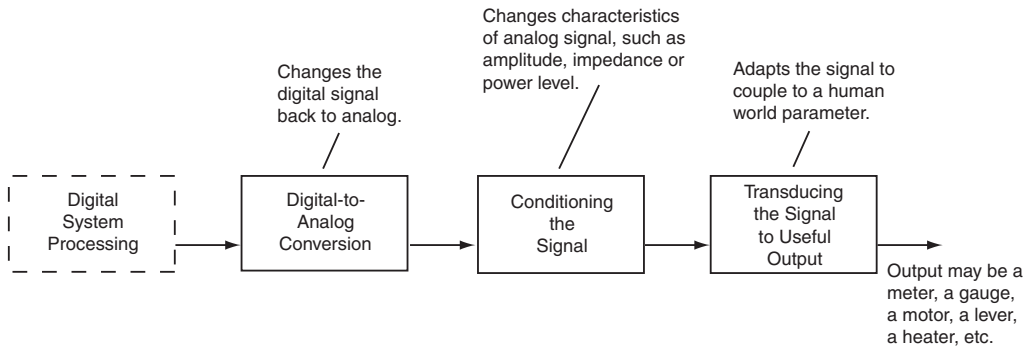 Changes characteristics
of analog signal, such as
amplitude, impedance or
power level.
Changes the
digital signal
back to analog.
Adapts the signal to
couple to a human
world parameter.
Digital
System
Processing
Digital-to-
Analog
Conversion
Conditioning
the
Signal
Transducing
the Signal
to Useful
Output
Output may be a
meter, a gauge,
a motor, a lever,
a heater, etc.